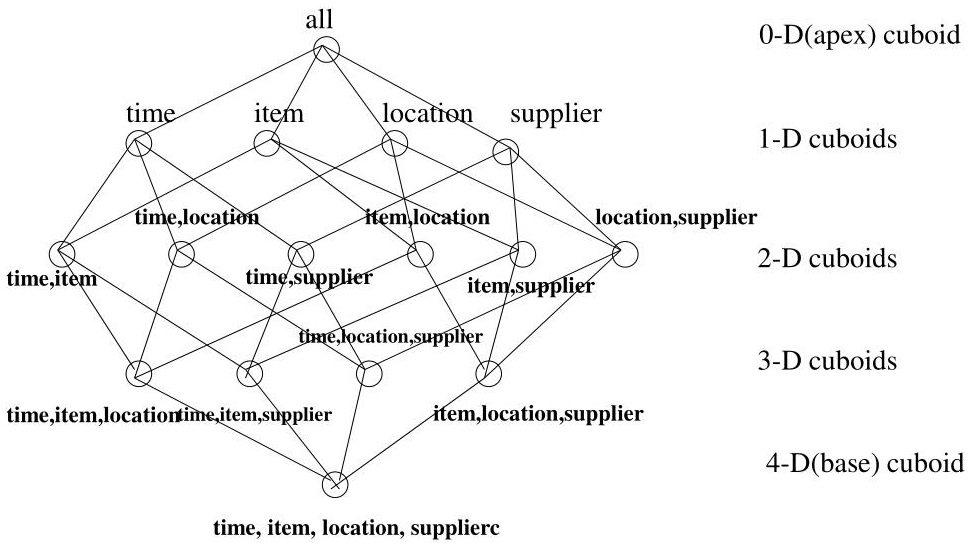 all
0-D(apex) cuboid
time item location supplier
1-D cuboids
time,location item,location location,supplier
2-D cuboids
time,item time,supplier item,supplier
time,location,supplier
3-D cuboids
time,item,location time,item,supplier item,location,supplier
4-D(base) cuboid
time, item, location, supplierc